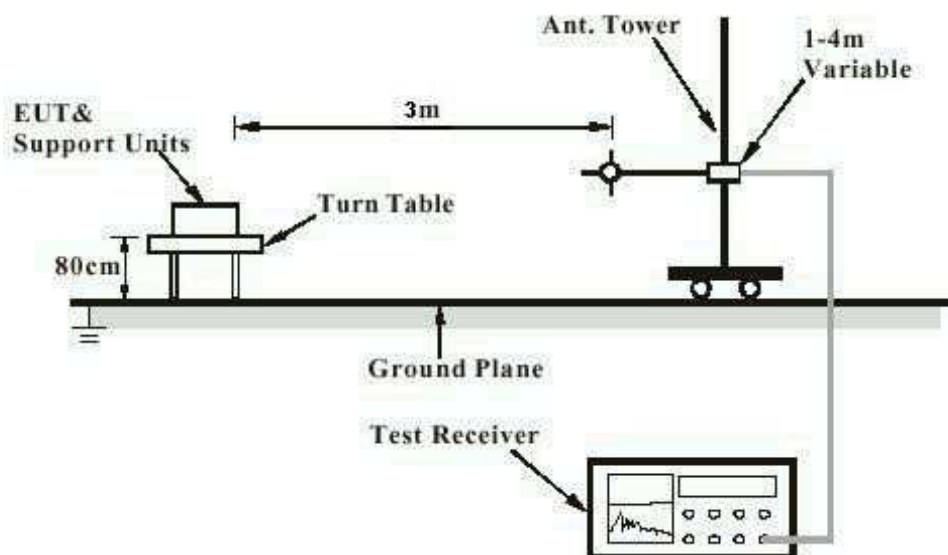 Ant. Tower
1-4m
Variable
EUT&
Support Units
3m
Turn Table
80cm
Ground Plane
Test Receiver